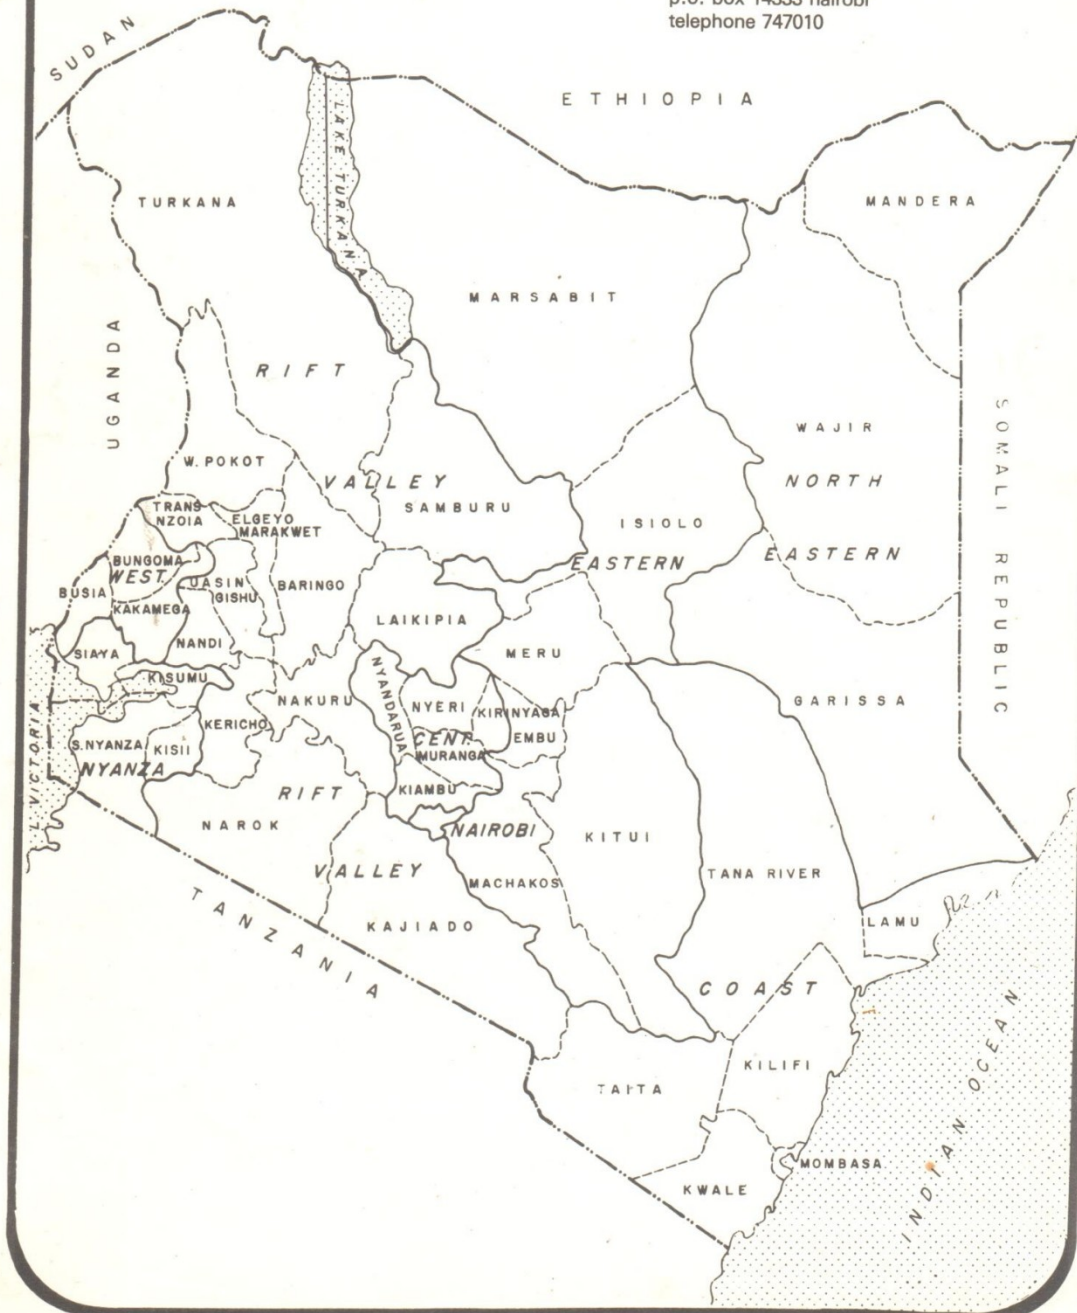 p.o. box 14333 nairobi
telephone 747010
SUDAN
ETHIOPIA
LAKE TURKANA
TURKANA
MANDERA
MARSABIT
UGANDA
RIFT
VALLEY
SOMALI REPUBLIC
WAJIR
NORTH
EASTERN
W. POKOT
SAMBURU
ISIOLO
EASTERN
TRANS
NZOIA
ELGEYO
MARAKWET
BUNGOMA
WEST.
UASIN
GISHU
BARINGO
BUSIA
KAKAMEGA
LAIKIPIA
NANDI
SIAYA
MERU
KISUMU
NYANDARUA
NAKURU
NYERI
KIRINYAGA
GARISSA
KERICHO
EMBU
CENT.
MURANGA
S.NYANZA
KISII
NYANZA
L. VICTORIA
KIAMBU
RIFT
VALLEY
NAROK
NAIROBI
KITUI
MACHAKOS
TANA RIVER
KAJIADO
LAMU
TANZANIA
COAST
KILIFI
TAITA
INDIAN OCEAN
MOMBASA
KWALE